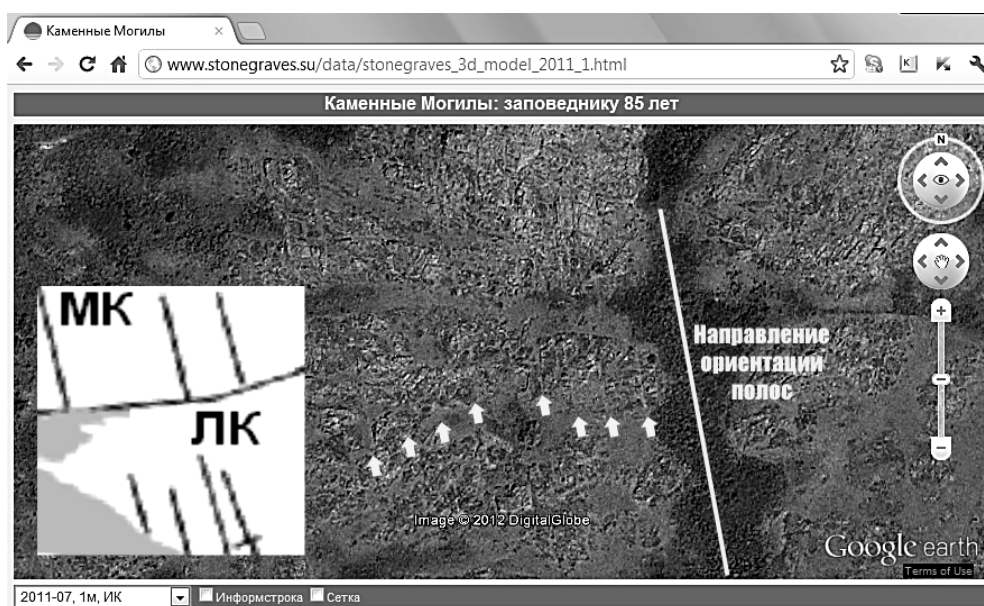 Каменные Могилы
www.stonegraves.su/data/stonegraves_3d_model_2011_1.html
Каменные Могилы: заповеднику 85 лет
N
МК
ЛК
Направление
ориентации
полос
Image © 2012 DigitalGlobe
Google earth
Terms of Use
2011-07, 1м, ИК
Информстрока
Сетка